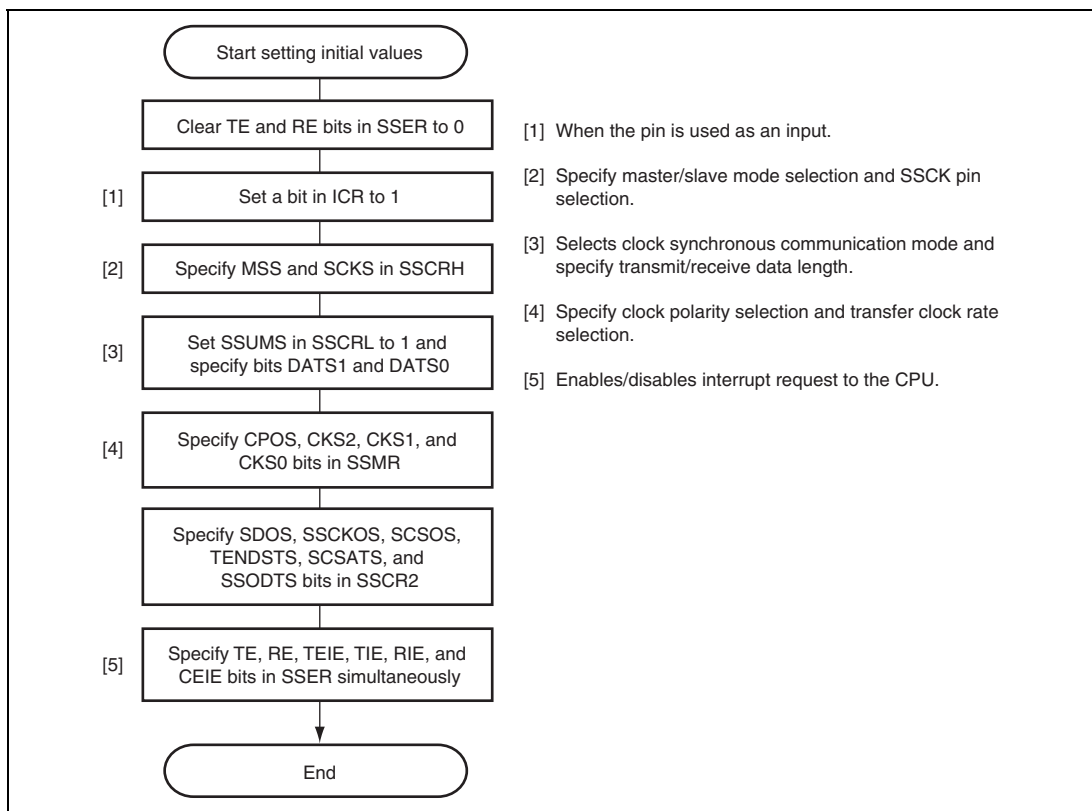 Start setting initial values
Clear TE and RE bits in SSER to 0
[1]
Set a bit in ICR to 1
[2]
Specify MSS and SCKS in SSCRH
[3]
Set SSUMS in SSCRL to 1 and
specify bits DATS1 and DATS0
[4]
Specify CPOS, CKS2, CKS1, and
CKS0 bits in SSMR
Specify SDOS, SSCKOS, SCSOS,
TENDSTS, SCSATS, and
SSODTS bits in SSCR2
[5]
Specify TE, RE, TEIE, TIE, RIE, and
CEIE bits in SSER simultaneously
End
[1] When the pin is used as an input.
[2] Specify master/slave mode selection and SSCK pin
selection.
[3] Selects clock synchronous communication mode and
specify transmit/receive data length.
[4] Specify clock polarity selection and transfer clock rate
selection.
[5] Enables/disables interrupt request to the CPU.